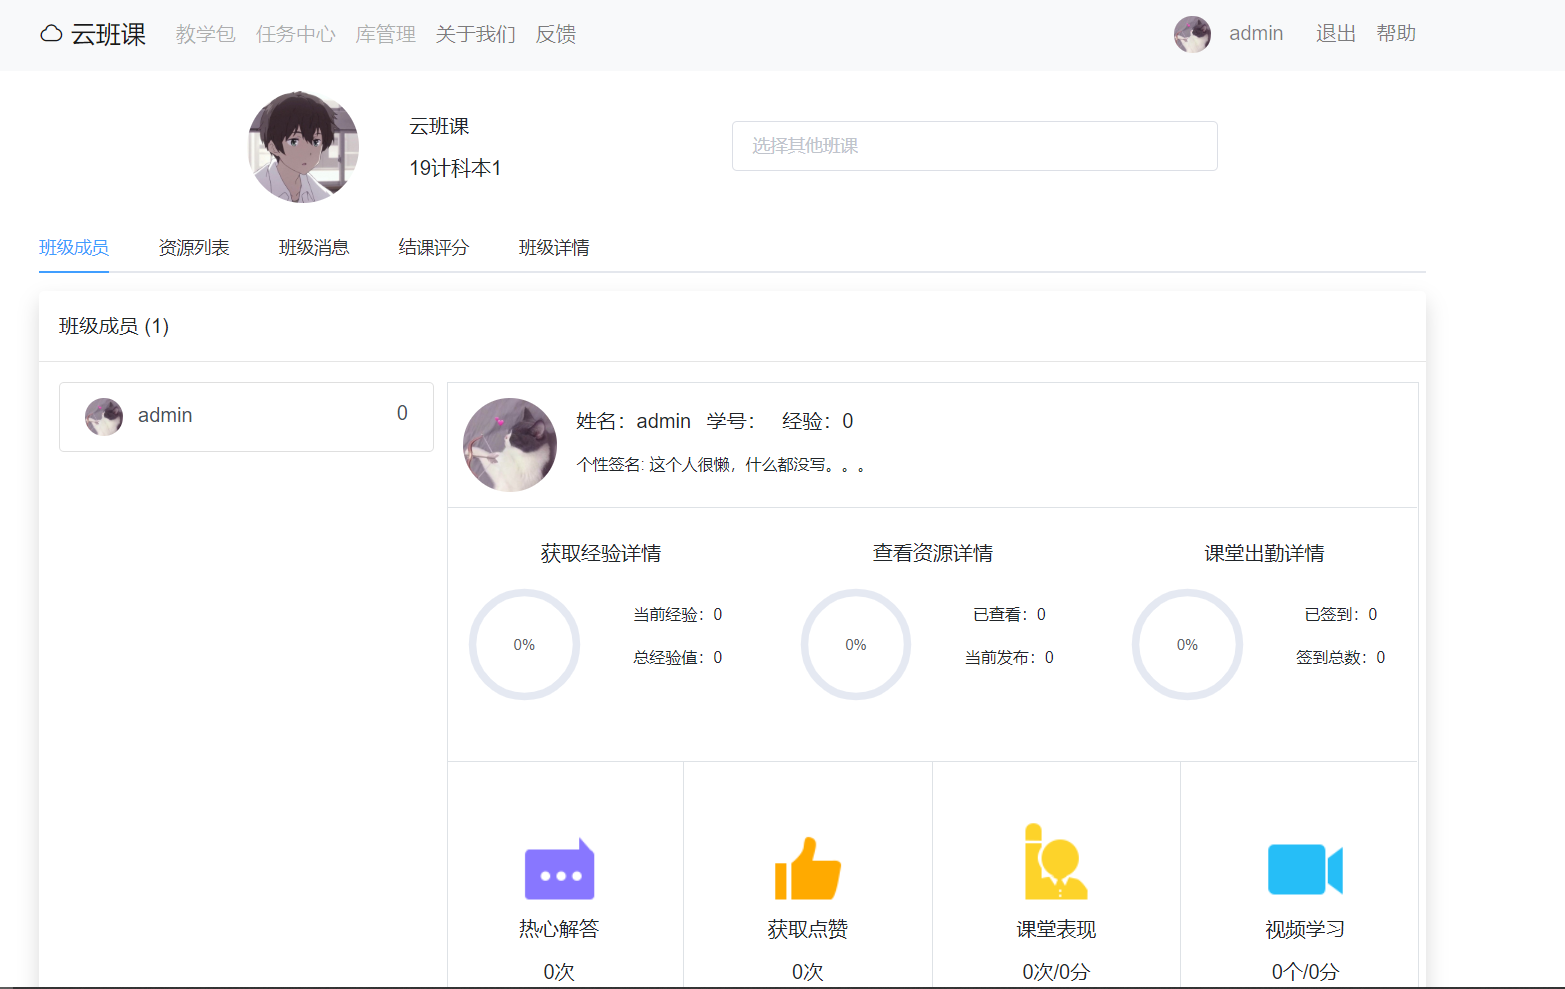 云班课 教学包 任务中心 库管理 关于我们 反馈 admin 退出 帮助
云班课
19计科本1
选择其他班课
班级成员 资源列表 班级消息 结课评分 班级详情
班级成员 (1)
admin 0
姓名：admin 学号： 经验：0
个性签名: 这个人很懒，什么都没写。。。
获取经验详情 查看资源详情 课堂出勤详情
0% 当前经验：0 0% 已查看：0 0% 已签到：0
总经验值：0 当前发布：0 签到总数：0
热心解答 获取点赞 课堂表现 视频学习
0次 0次 0次/0分 0个/0分